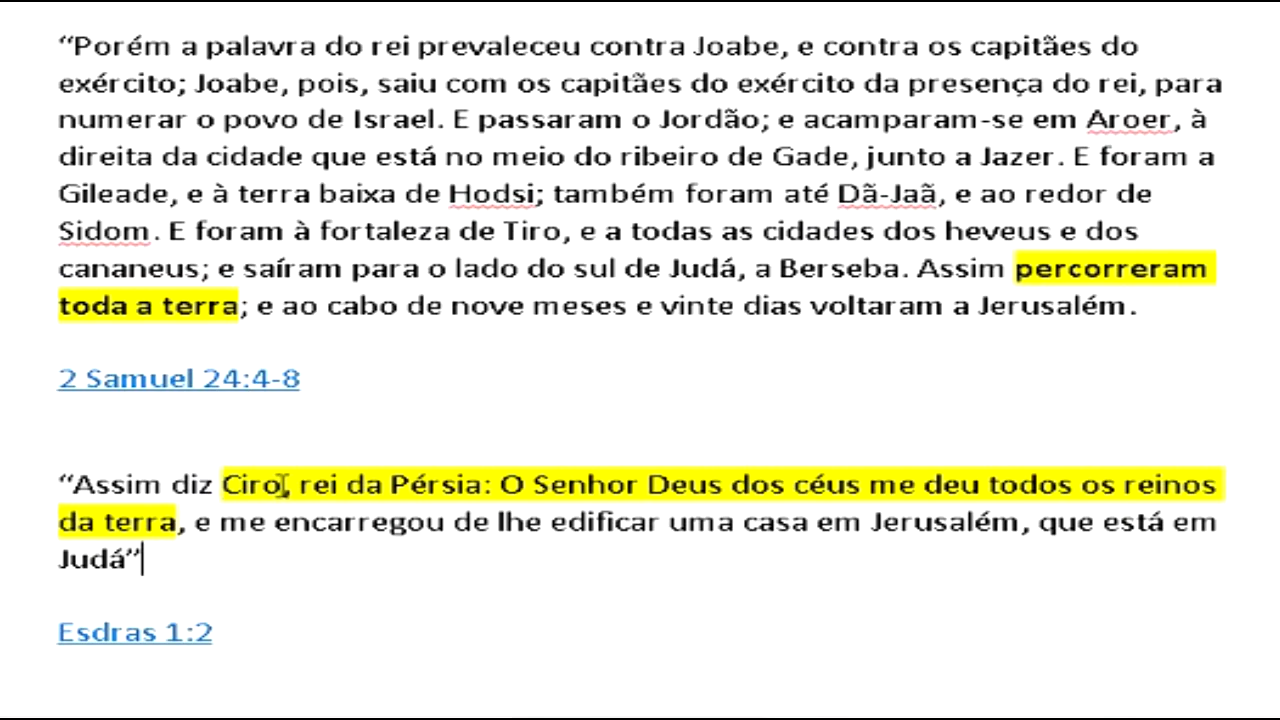 “Porém a palavra do rei prevaleceu contra Joabe, e contra os capitães do
exército; Joabe, pois, saiu com os capitães do exército da presença do rei, para
numerar o povo de Israel. E passaram o Jordão; e acamparam-se em Aroer, à
direita da cidade que está no meio do ribeiro de Gade, junto a Jazer. E foram a
Gileade, e à terra baixa de Hodsi; também foram até Dã-Jaã, e ao redor de
Sidom. E foram à fortaleza de Tiro, e a todas as cidades dos heveus e dos
cananeus; e saíram para o lado do sul de Judá, a Berseba. Assim percorreram
toda a terra; e ao cabo de nove meses e vinte dias voltaram a Jerusalém.
2 Samuel 24:4-8
“Assim diz Ciro, rei da Pérsia: O Senhor Deus dos céus me deu todos os reinos
da terra, e me encarregou de lhe edificar uma casa em Jerusalém, que está em
Judá”
Esdras 1:2